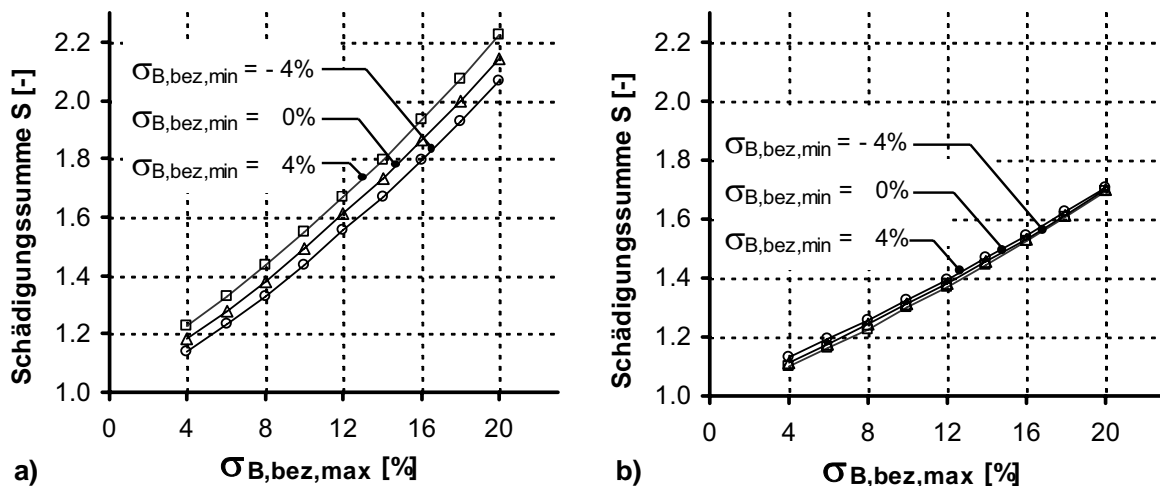 Schädigungssumme S [-]
2.2
2.0
1.8
1.6
1.4
1.2
1.0
σB,bez,min = - 4%
σB,bez,min = 0%
σB,bez,min = 4%
0 4 8 12 16 20
a) σB,bez,max [%]
Schädigungssumme S [-]
2.2
2.0
1.8
1.6
1.4
1.2
1.0
σB,bez,min = - 4%
σB,bez,min = 0%
σB,bez,min = 4%
0 4 8 12 16 20
b) σB,bez,max [%]